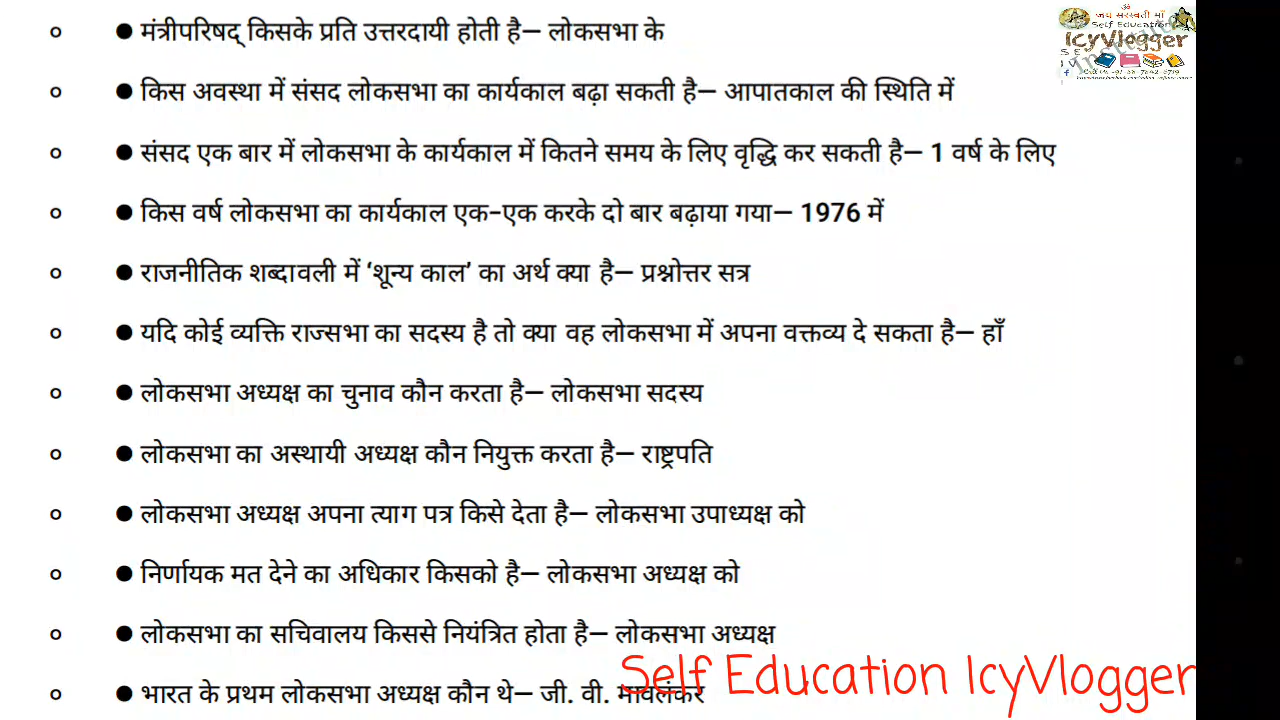 ● मंत्रीपरिषद् किसके प्रति उत्तरदायी होती है– लोकसभा के
● किस अवस्था में संसद लोकसभा का कार्यकाल बढ़ा सकती है– आपातकाल की स्थिति में
● संसद एक बार में लोकसभा के कार्यकाल में कितने समय के लिए वृद्धि कर सकती है– 1 वर्ष के लिए
● किस वर्ष लोकसभा का कार्यकाल एक-एक करके दो बार बढ़ाया गया– 1976 में
● राजनीतिक शब्दावली में ‘शून्य काल’ का अर्थ क्या है– प्रश्नोत्तर सत्र
● यदि कोई व्यक्ति राज्सभा का सदस्य है तो क्या वह लोकसभा में अपना वक्तव्य दे सकता है– हाँ
● लोकसभा अध्यक्ष का चुनाव कौन करता है– लोकसभा सदस्य
● लोकसभा का अस्थायी अध्यक्ष कौन नियुक्त करता है– राष्ट्रपति
● लोकसभा अध्यक्ष अपना त्याग पत्र किसे देता है– लोकसभा उपाध्यक्ष को
● निर्णायक मत देने का अधिकार किसको है– लोकसभा अध्यक्ष को
● लोकसभा का सचिवालय किससे नियंत्रित होता है– लोकसभा अध्यक्ष
● भारत के प्रथम लोकसभा अध्यक्ष कौन थे– जी. वी. मावलंकर
Self Education IcyVlogger
ॐ
जय सरस्वती माँ
Self Education
IcyVlogger